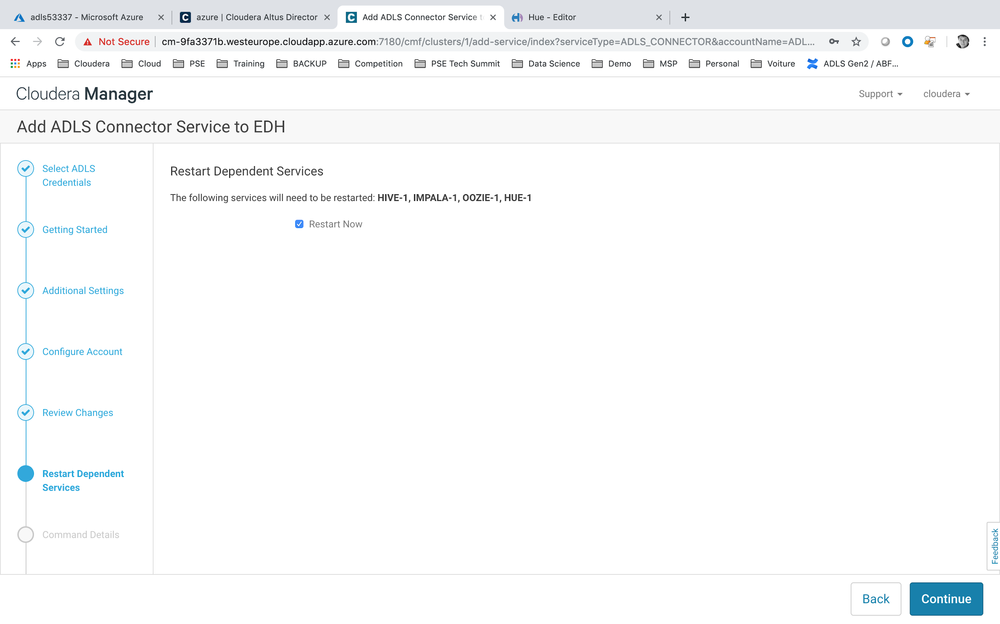 adls53337 - Microsoft Azure
azure | Cloudera Altus Director
Add ADLS Connector Service
Hue - Editor
Not Secure
cm-9fa3371b.westeurope.cloudapp.azure.com:7180/cmf/clusters/1/add-service/index?serviceType=ADLS_CONNECTOR&accountName=ADL...
Apps
Cloudera
Cloud
PSE
Training
BACKUP
Competition
PSE Tech Summit
Data Science
Demo
MSP
Personal
Voiture
ADLS Gen2 / ABF...
Cloudera Manager
Support
cloudera
Add ADLS Connector Service to EDH
Select ADLS
Credentials
Getting Started
Additional Settings
Configure Account
Review Changes
Restart Dependent
Services
Command Details
Restart Dependent Services
The following services will need to be restarted: HIVE-1, IMPALA-1, OOZIE-1, HUE-1
Restart Now
Feedback
Back
Continue